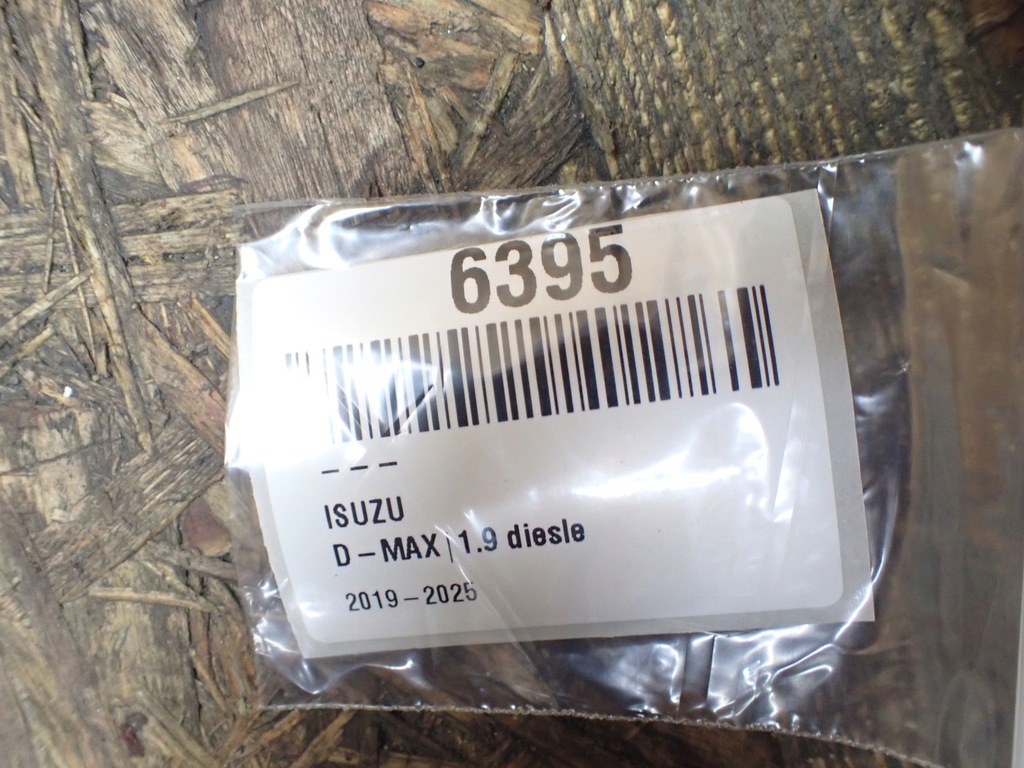 6395
– – –
ISUZU
D – MAX | 1.9 diesle
2019 – 2025